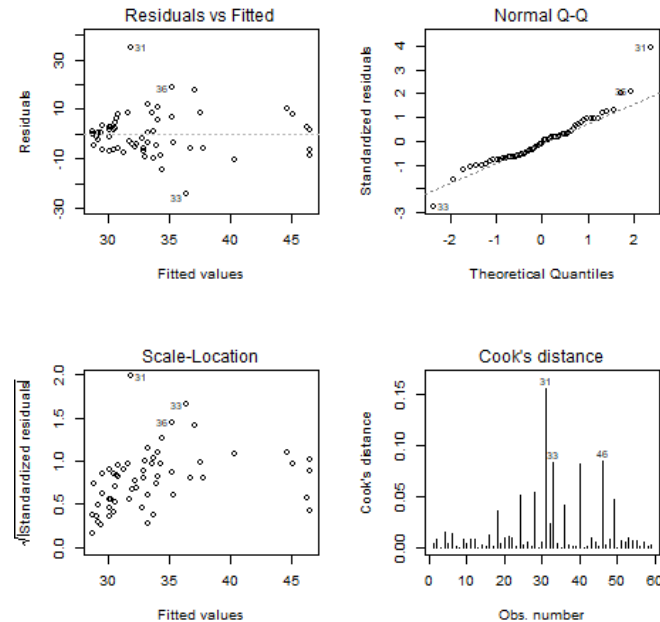 Residuals vs Fitted
Residuals
-30 -10 10 30
31
36
33
30 35 40 45
Fitted values
Normal Q-Q
Standardized residuals
-3 -1 0 1 2 3 4
31
36
33
-2 -1 0 1 2
Theoretical Quantiles
Scale-Location
√|Standardized residuals|
0.0 0.5 1.0 1.5 2.0
31
33
36
30 35 40 45
Fitted values
Cook's distance
Cook's distance
0.00 0.05 0.10 0.15
31
33
46
0 10 20 30 40 50 60
Obs. number